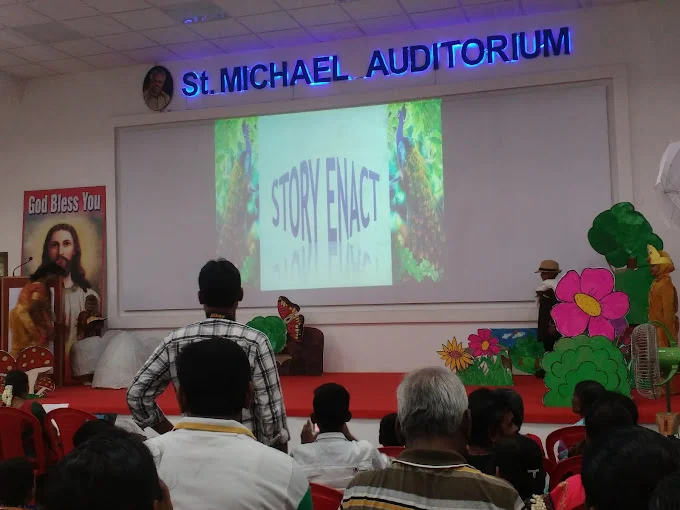 St. MICHAEL AUDITORIUM
God Bless You
STORY ENACT